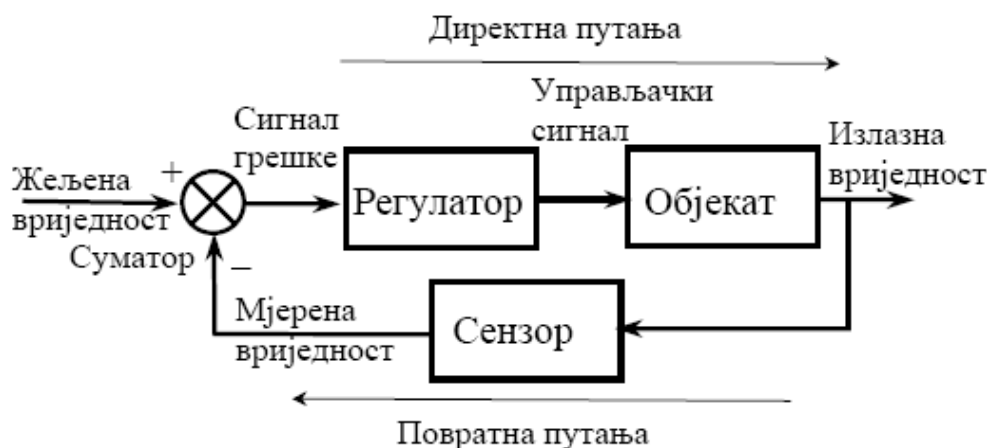 Директна путања
Управљачки
сигнал
Сигнал
грешке
Излазна
вриједност
+
Жељена
вриједност
Регулатор
Објекат
Суматор
–
Мјерена
вриједност
Сензор
Повратна путања